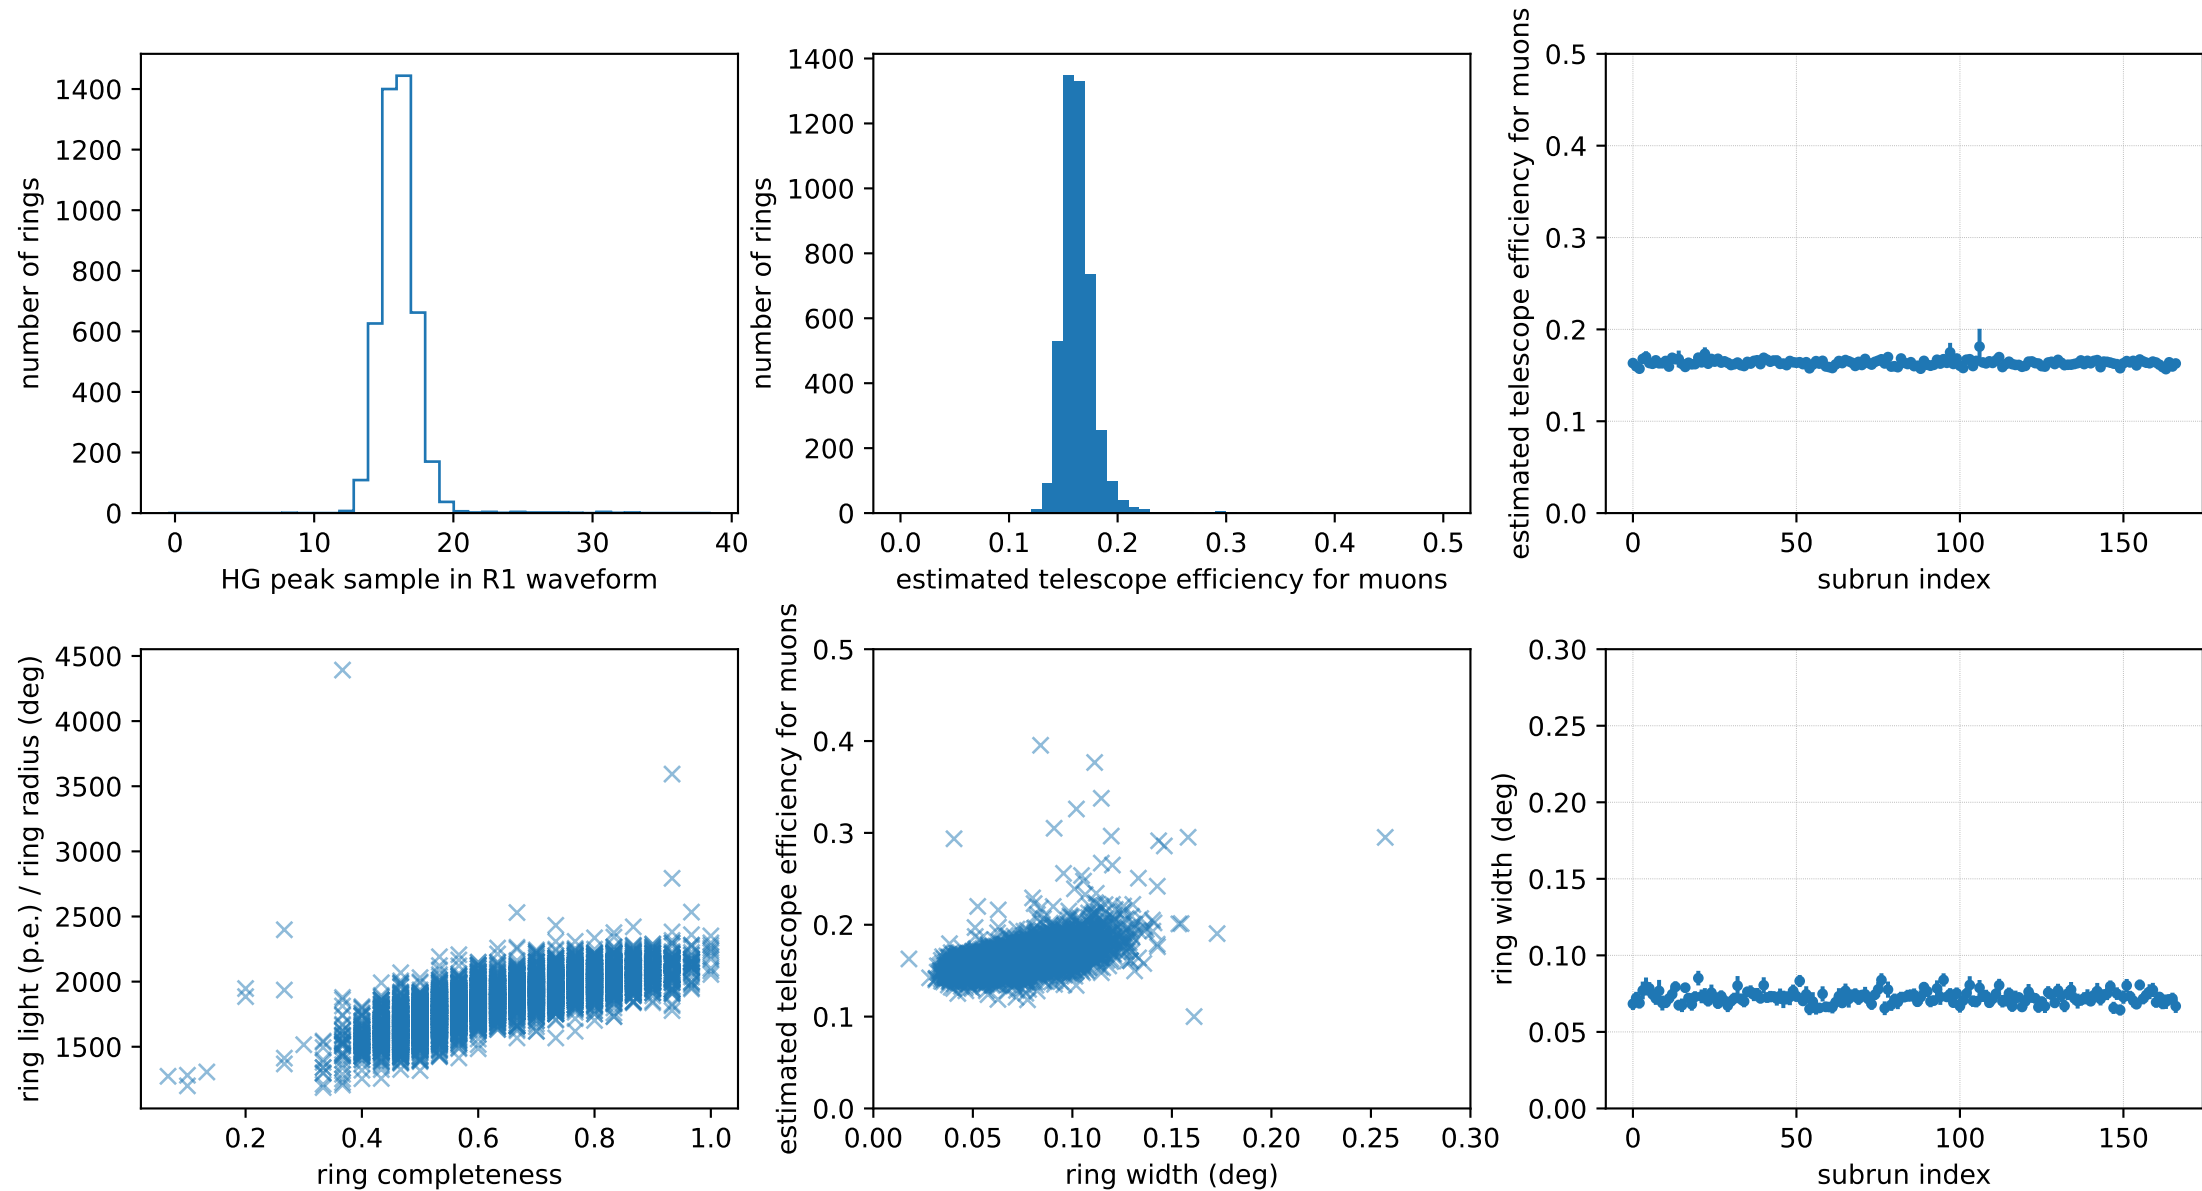 number of rings
1400
1200
1000
800
600
400
200
0
0 10 20 30 40
HG peak sample in R1 waveform
number of rings
1400
1200
1000
800
600
400
200
0
0.0 0.1 0.2 0.3 0.4 0.5
estimated telescope efficiency for muons
estimated telescope efficiency for muons
0.5
0.4
0.3
0.2
0.1
0.0
0 50 100 150
subrun index
ring light (p.e.) / ring radius (deg)
4500
4000
3500
3000
2500
2000
1500
0.2 0.4 0.6 0.8 1.0
ring completeness
estimated telescope efficiency for muons
0.5
0.4
0.3
0.2
0.1
0.0
0.00 0.05 0.10 0.15 0.20 0.25 0.30
ring width (deg)
ring width (deg)
0.30
0.25
0.20
0.15
0.10
0.05
0.00
0 50 100 150
subrun index